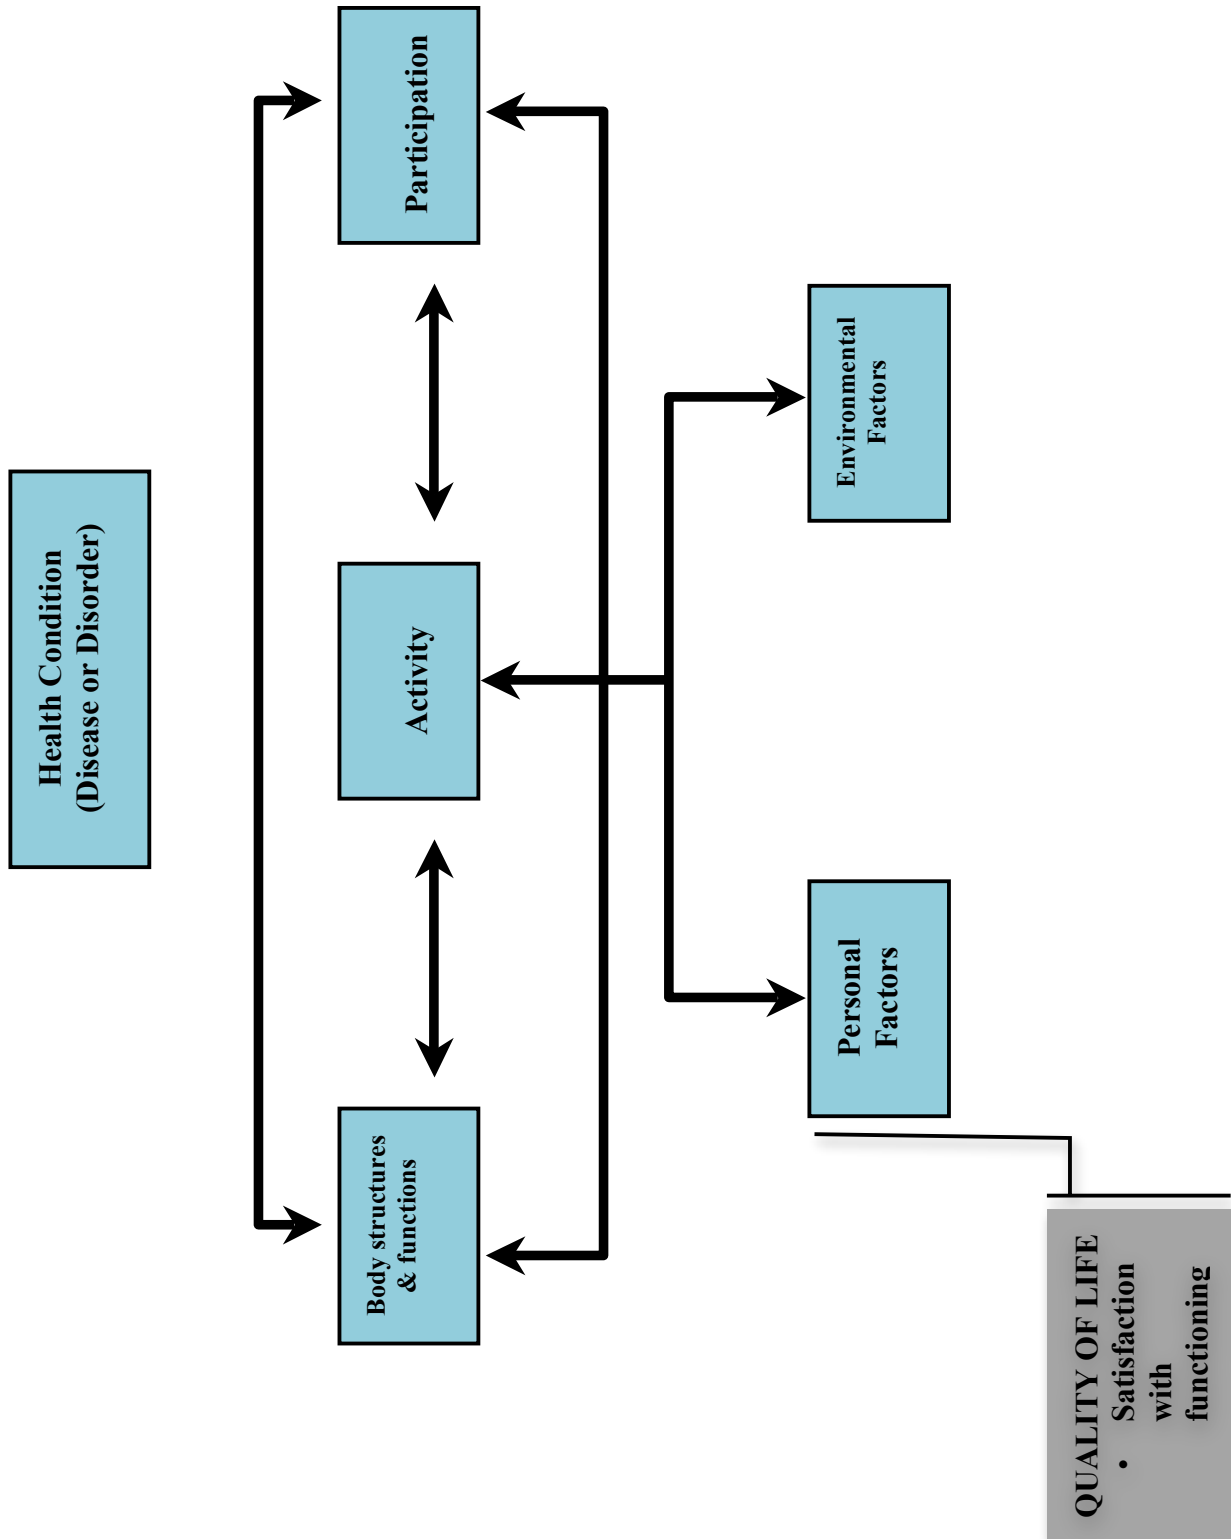 Health Condition
(Disease or Disorder)
Body structures
& functions
Activity
Participation
Personal
Factors
Environmental
Factors
QUALITY OF LIFE
• Satisfaction
with
functioning